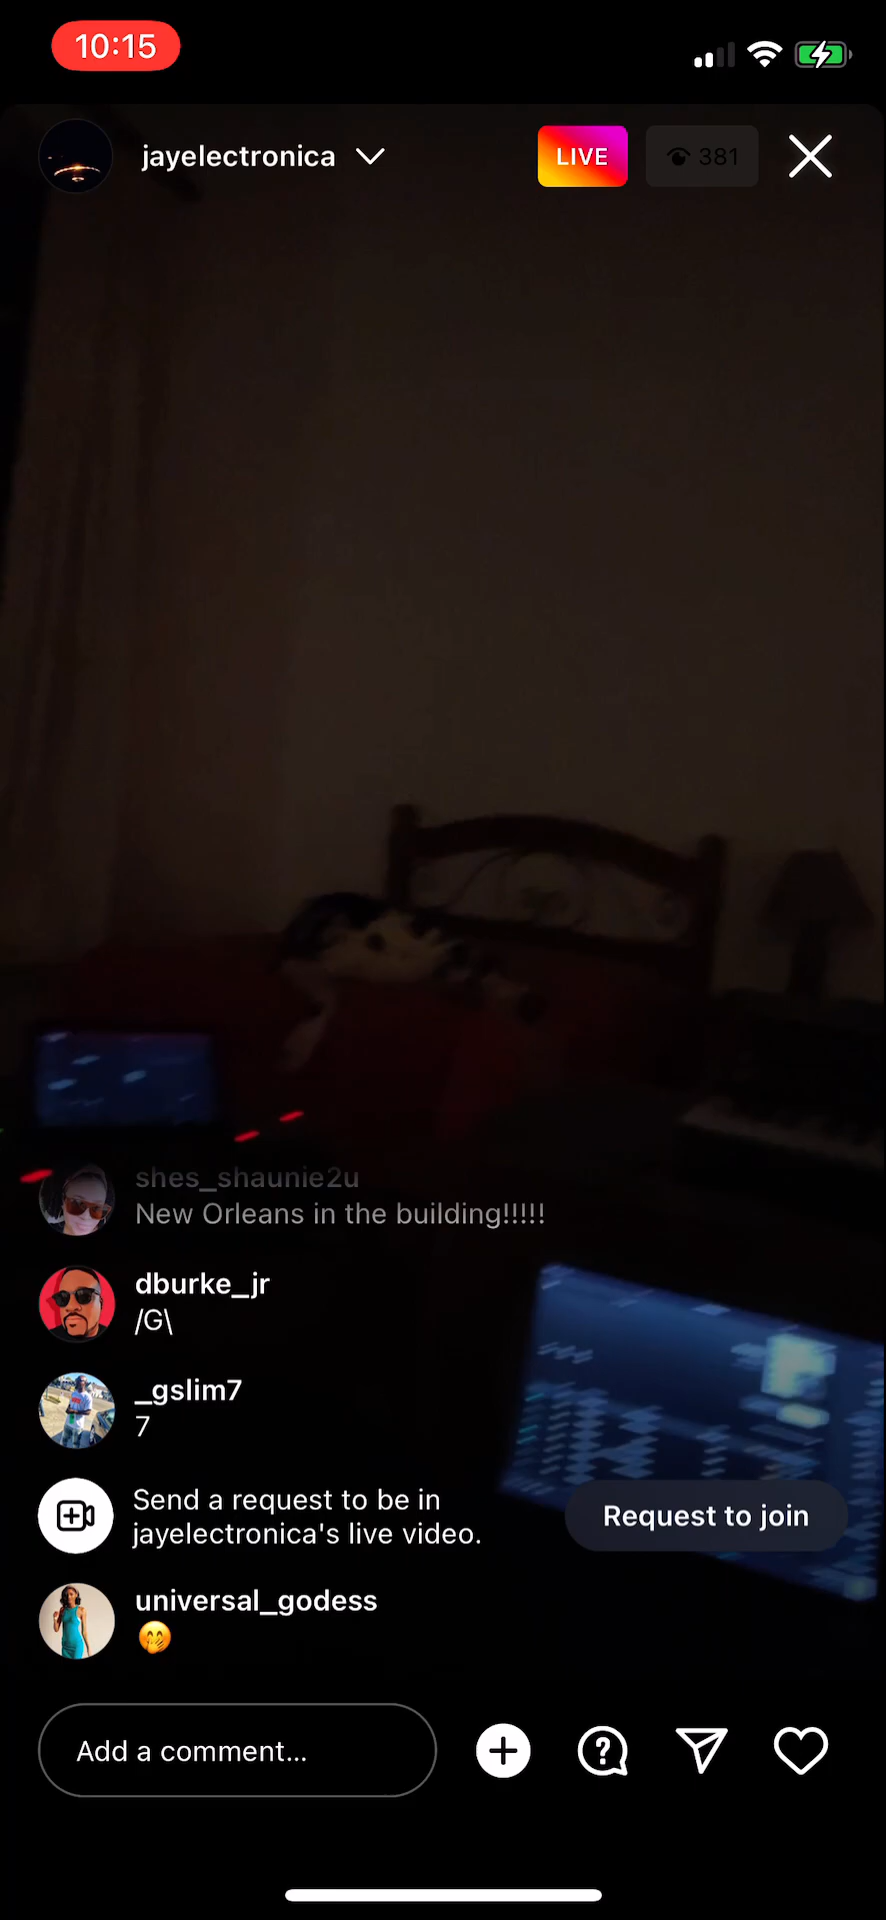 10:15
jayelectronica
LIVE
381
shes_shaunie2u
New Orleans in the building!!!!!
dburke_jr
/G\
_gslim7
7
Send a request to be in
jayelectronica's live video.
Request to join
universal_godess
🤭
Add a comment...